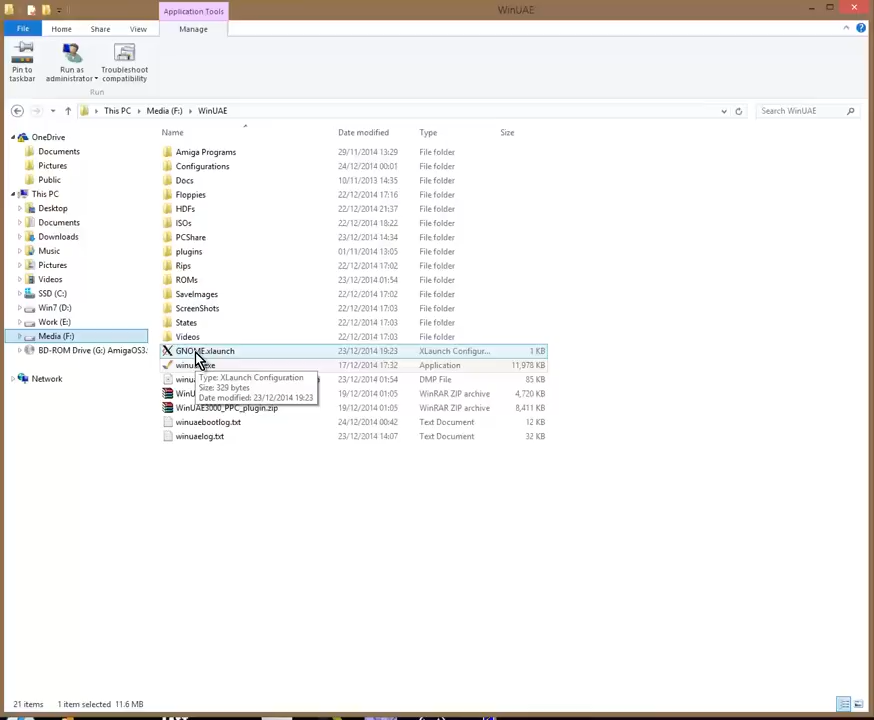 Application Tools
WinUAE
File Home Share View Manage
Pin to taskbar
Run as administrator
Troubleshoot compatibility
Run
This PC Media (F:) WinUAE
Search WinUAE
Name Date modified Type Size
OneDrive
Documents
Pictures
Public
This PC
Desktop
Documents
Downloads
Music
Pictures
Videos
SSD (C:)
Win7 (D:)
Work (E:)
Media (F:)
BD-ROM Drive (G:) AmigaOS3.
Network
Amiga Programs 29/11/2014 13:29 File folder
Configurations 24/12/2014 00:01 File folder
Docs 10/11/2013 14:35 File folder
Floppies 22/12/2014 17:16 File folder
HDFs 22/12/2014 21:37 File folder
ISOs 22/12/2014 18:22 File folder
PCShare 23/12/2014 14:34 File folder
plugins 01/11/2014 13:05 File folder
Rips 22/12/2014 17:02 File folder
ROMs 23/12/2014 01:54 File folder
SaveImages 22/12/2014 17:02 File folder
ScreenShots 22/12/2014 17:03 File folder
States 22/12/2014 17:03 File folder
Videos 22/12/2014 17:03 File folder
GNOME.xlaunch 23/12/2014 19:23 XLaunch Configur... 1 KB
17/12/2014 17:32 Application 11,978 KB
23/12/2014 01:54 DMP File 85 KB
19/12/2014 01:05 WinRAR ZIP archive 4,720 KB
WinUAE3000_PPC_plugin.zip 19/12/2014 01:05 WinRAR ZIP archive 8,411 KB
winuaebootlog.txt 24/12/2014 00:42 Text Document 12 KB
winuaelog.txt 23/12/2014 14:07 Text Document 32 KB
Type: XLaunch Configuration
Size: 329 bytes
Date modified: 23/12/2014 19:23
21 items 1 item selected 11.6 MB